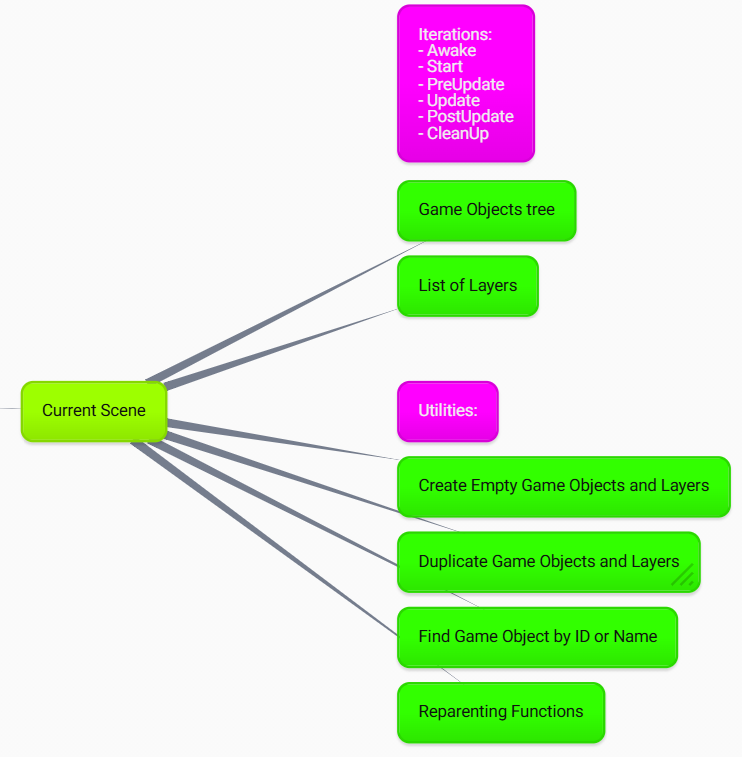 Iterations:
- Awake
- Start
- PreUpdate
- Update
- PostUpdate
- CleanUp
Game Objects tree
List of Layers
Current Scene
Utilities:
Create Empty Game Objects and Layers
Duplicate Game Objects and Layers
Find Game Object by ID or Name
Reparenting Functions